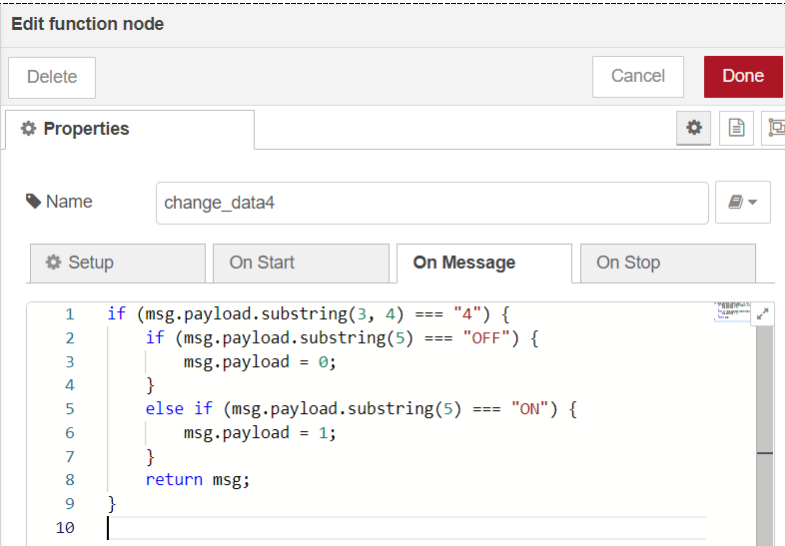 Edit function node
Delete
Cancel
Done
Properties
Name
change_data4
Setup
On Start
On Message
On Stop
1 if (msg.payload.substring(3, 4) === "4") {
2 if (msg.payload.substring(5) === "OFF") {
3 msg.payload = 0;
4 }
5 else if (msg.payload.substring(5) === "ON") {
6 msg.payload = 1;
7 }
8 return msg;
9 }
10